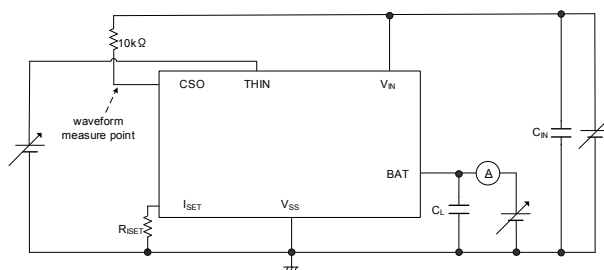 10kΩ
CSO
THIN
VIN
waveform
measure point
CIN
BAT
A
ISET
VSS
CL
RISET